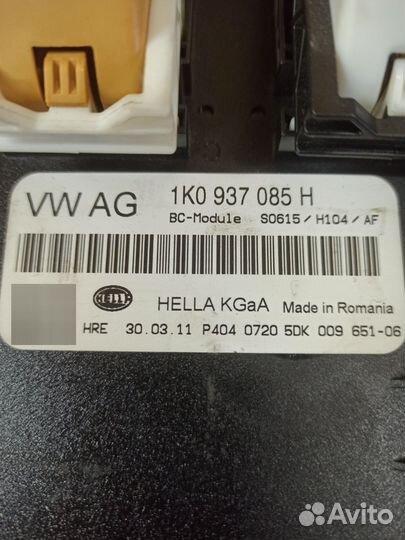 VW AG 1K0 937 085 H
BC-Module S0615/H104/AF
HELLA
HELLA KGaA Made in Romania
HRE 30.03.11 P404 0720 5DK 009 651-06
Avito